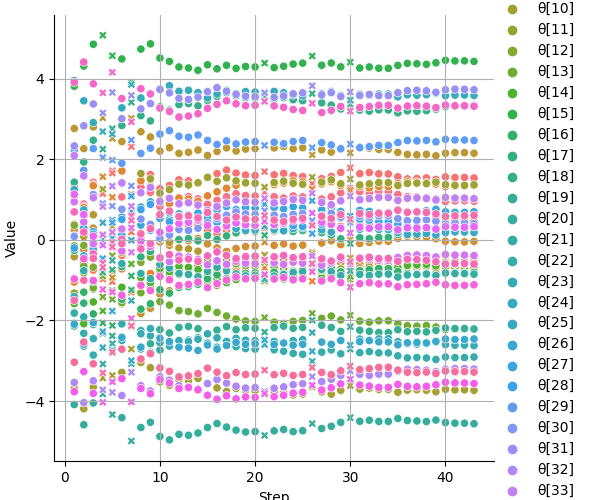 Value
4
2
0
−2
−4
0
10
20
30
40
Step
θ[10]
θ[11]
θ[12]
θ[13]
θ[14]
θ[15]
θ[16]
θ[17]
θ[18]
θ[19]
θ[20]
θ[21]
θ[22]
θ[23]
θ[24]
θ[25]
θ[26]
θ[27]
θ[28]
θ[29]
θ[30]
θ[31]
θ[32]
θ[33]